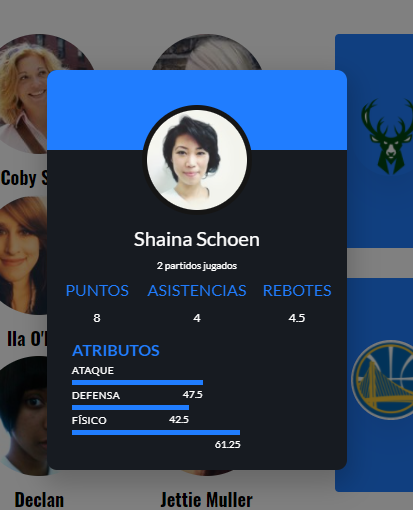 Coby S
Ila O'
Declan
Jettie Muller
Shaina Schoen
2 partidos jugados
PUNTOS ASISTENCIAS REBOTES
8 4 4.5
ATRIBUTOS
ATAQUE
47.5
DEFENSA
42.5
FÍSICO
61.25